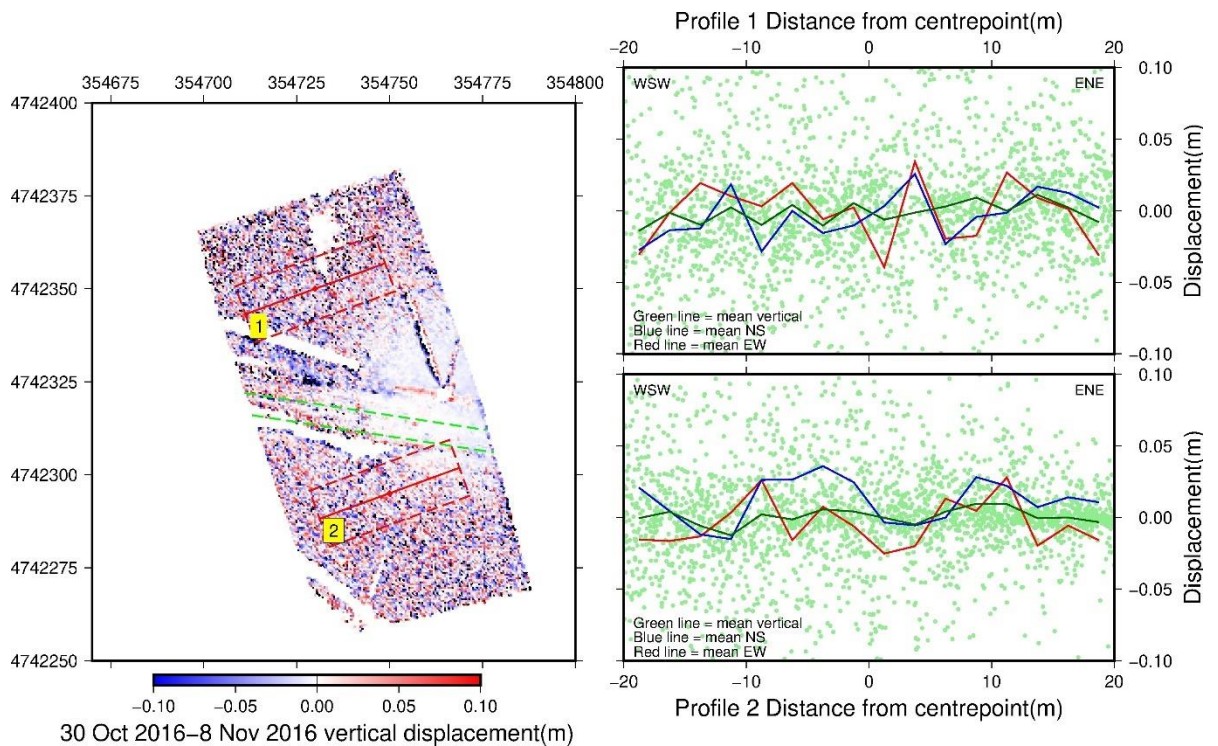 354675 354700 354725 354750 354775 354800
4742400
4742375
4742350
4742325
4742300
4742275
4742250
1
2
−0.10 −0.05 0.00 0.05 0.10
30 Oct 2016−8 Nov 2016 vertical displacement(m)
Profile 1 Distance from centrepoint(m)
−20 −10 0 10 20
WSW ENE
0.10
0.05
0.00
−0.05
−0.10
Displacement(m)
Green line = mean vertical
Blue line = mean NS
Red line = mean EW
WSW ENE
0.10
0.05
0.00
−0.05
−0.10
Displacement(m)
Green line = mean vertical
Blue line = mean NS
Red line = mean EW
−20 −10 0 10 20
Profile 2 Distance from centrepoint(m)